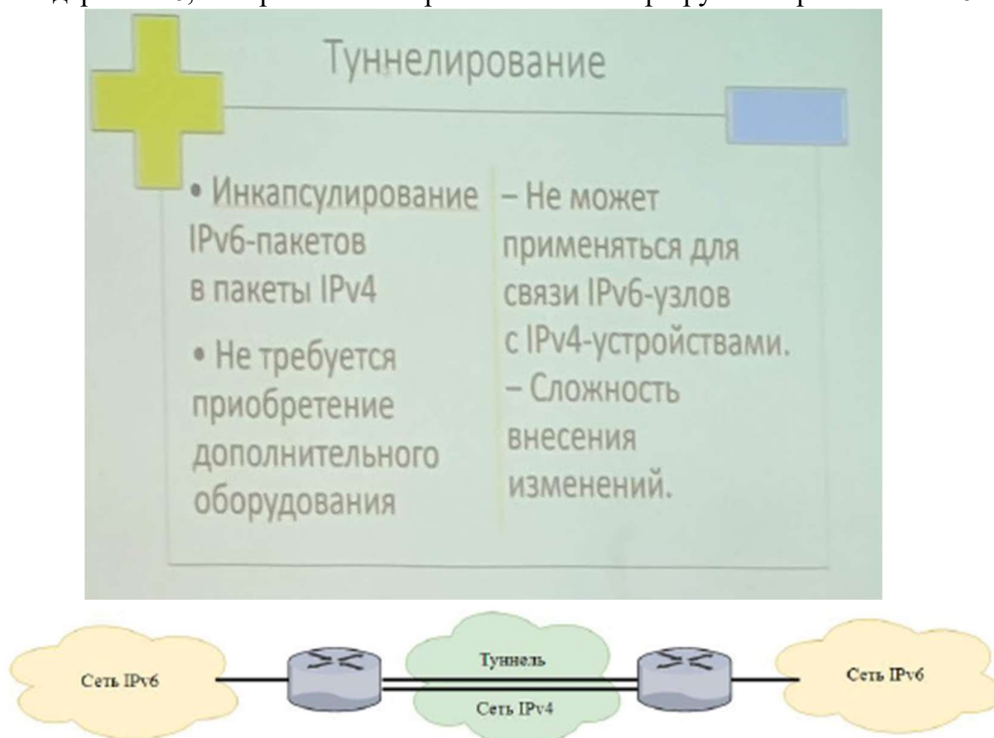 Туннелирование
• Инкапсулирование
IPv6-пакетов
в пакеты IPv4
• Не требуется
приобретение
дополнительного
оборудования
– Не может
применяться для
связи IPv6-узлов
с IPv4-устройствами.
– Сложность
внесения
изменений.
Сеть IPv6
Туннель
Сеть IPv4
Сеть IPv6